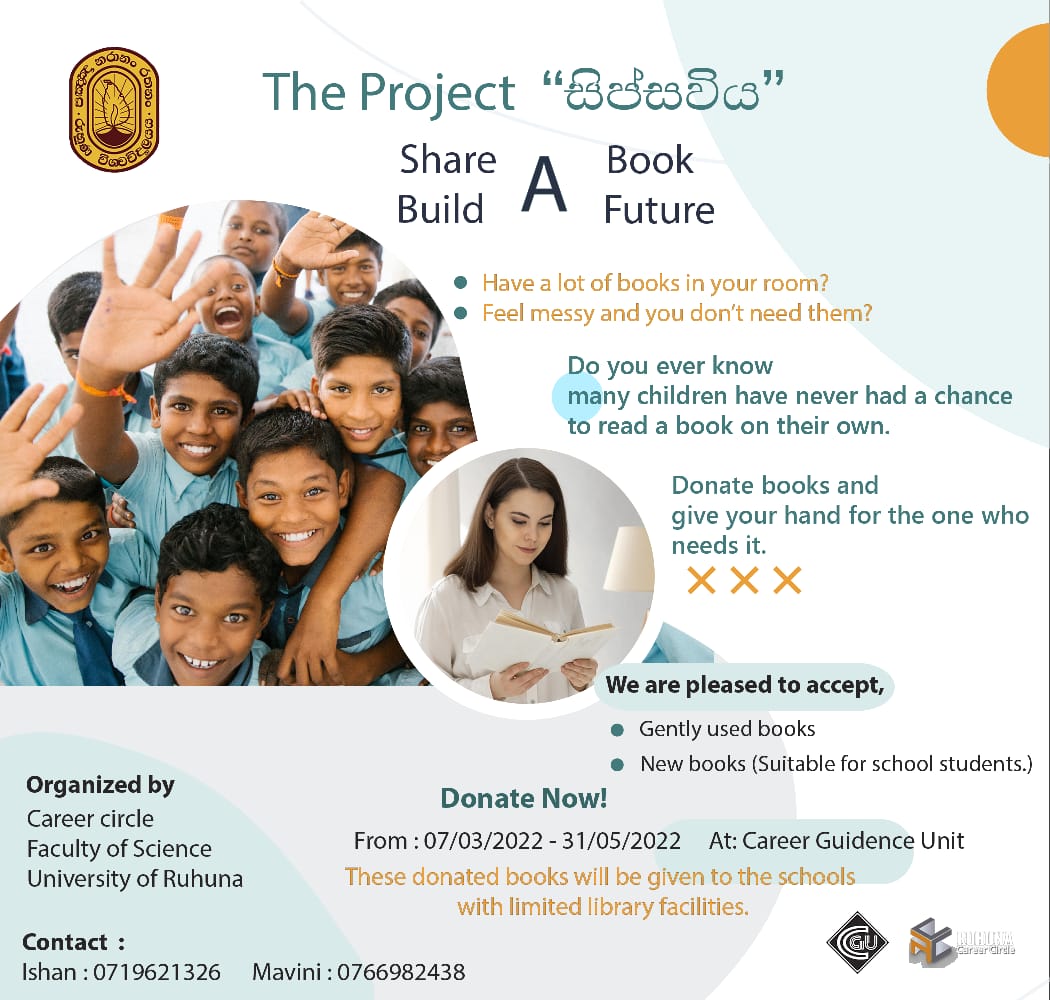 The Project “සිප්සවිය”
Share A Book
Build Future
Have a lot of books in your room?
Feel messy and you don’t need them?
Do you ever know
many children have never had a chance
to read a book on their own.
Donate books and
give your hand for the one who
needs it.
We are pleased to accept,
Gently used books
New books (Suitable for school students.)
Organized by
Career circle
Faculty of Science
University of Ruhuna
Donate Now!
From : 07/03/2022 - 31/05/2022 At: Career Guidence Unit
These donated books will be given to the schools
with limited library facilities.
Contact :
Ishan : 0719621326 Mavini : 0766982438
CGU
RUHUNA
Career Circle